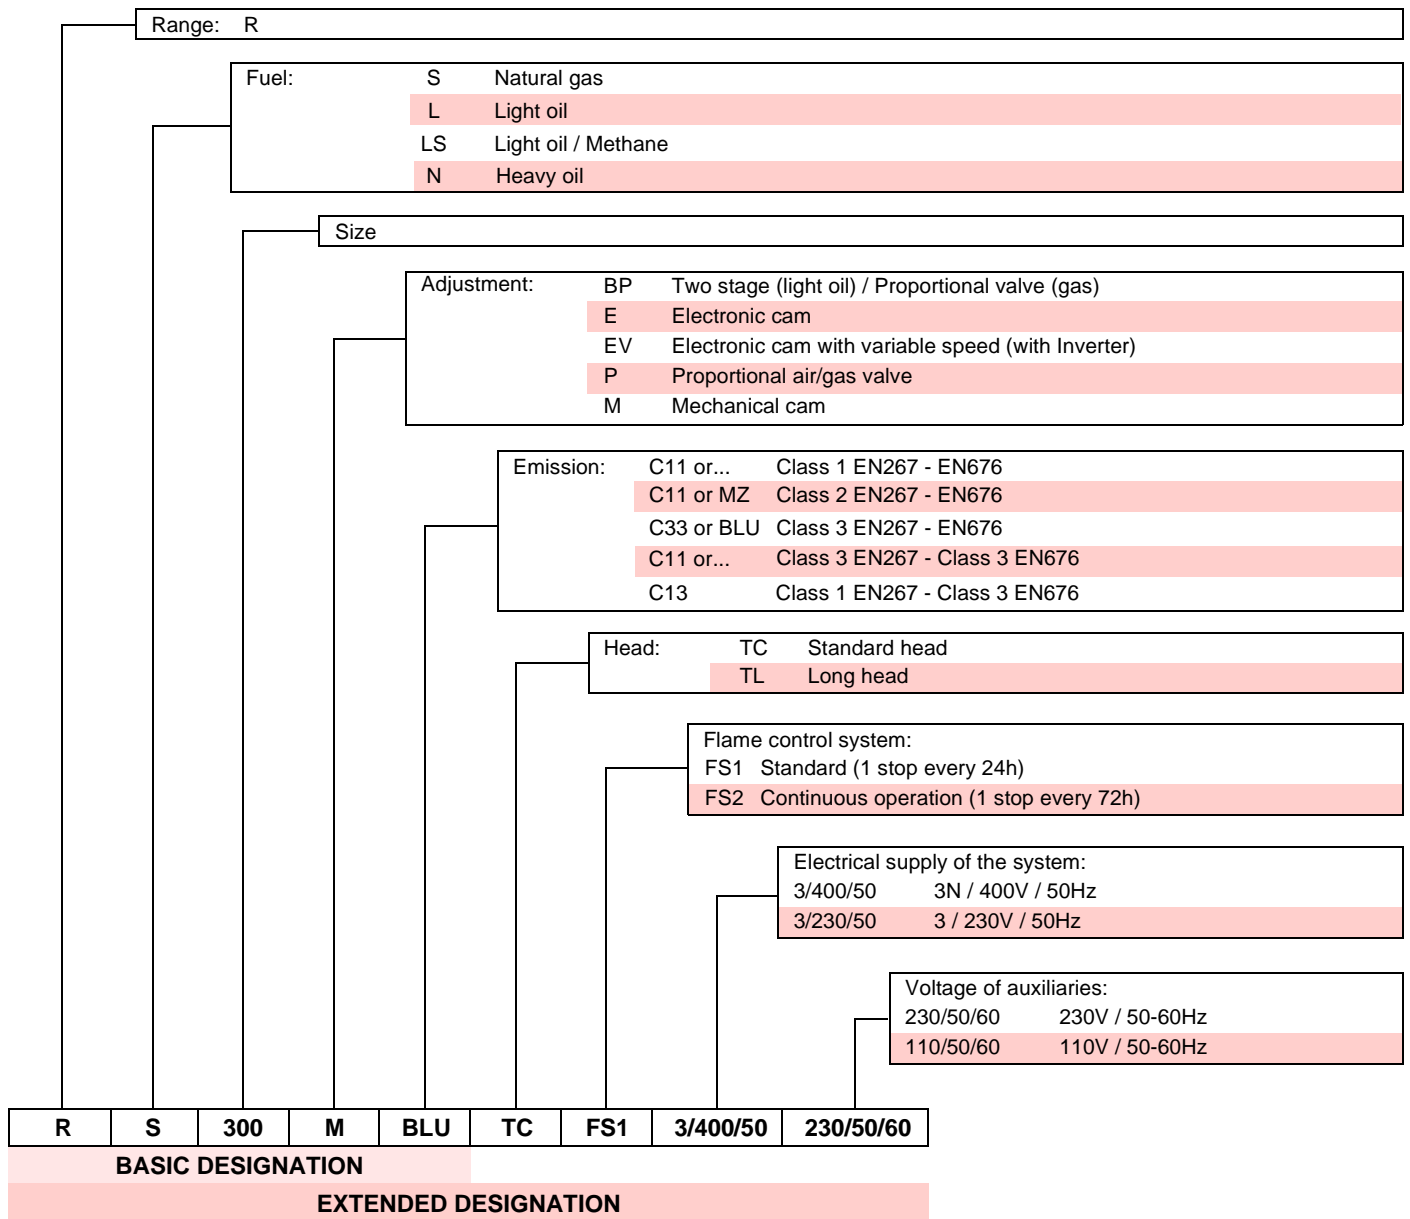 Range: R
Fuel: S Natural gas
L Light oil
LS Light oil / Methane
N Heavy oil
Size
Adjustment: BP Two stage (light oil) / Proportional valve (gas)
E Electronic cam
EV Electronic cam with variable speed (with Inverter)
P Proportional air/gas valve
M Mechanical cam
Emission: C11 or... Class 1 EN267 - EN676
C11 or MZ Class 2 EN267 - EN676
C33 or BLU Class 3 EN267 - EN676
C11 or... Class 3 EN267 - Class 3 EN676
C13 Class 1 EN267 - Class 3 EN676
Head: TC Standard head
TL Long head
Flame control system:
FS1 Standard (1 stop every 24h)
FS2 Continuous operation (1 stop every 72h)
Electrical supply of the system:
3/400/50 3N / 400V / 50Hz
3/230/50 3 / 230V / 50Hz
Voltage of auxiliaries:
230/50/60 230V / 50-60Hz
110/50/60 110V / 50-60Hz
R S 300 M BLU TC FS1 3/400/50 230/50/60
BASIC DESIGNATION
EXTENDED DESIGNATION